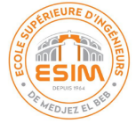 ECOLE SUPÉRIEURE D'INGÉNIEURS
ESIM
DEPUIS 1964
DE MEDJEZ EL BEB